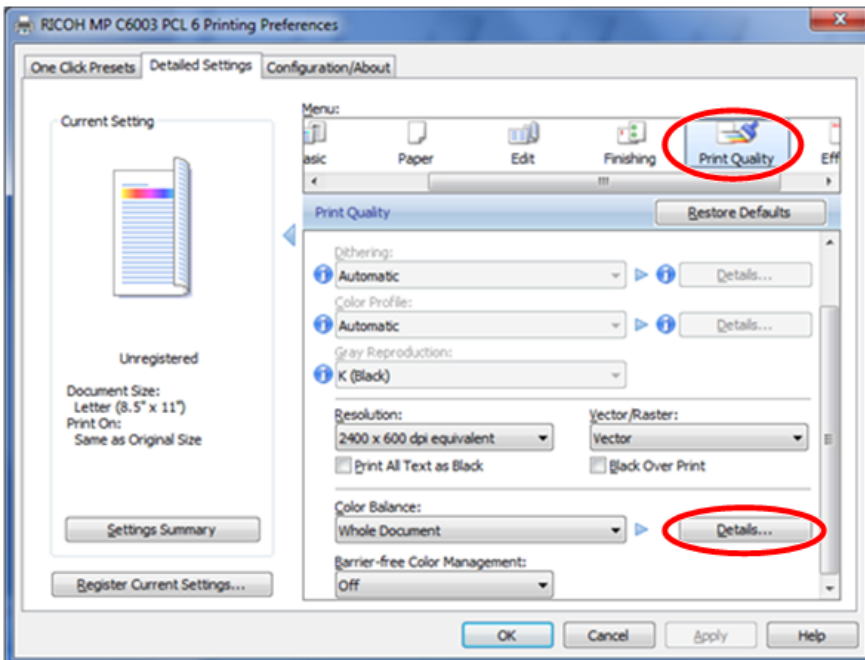 RICOH MP C6003 PCL 6 Printing Preferences
One Click Presets
Detailed Settings
Configuration/About
Current Setting
Unregistered
Document Size:
Letter (8.5" x 11")
Print On:
Same as Original Size
Settings Summary
Register Current Settings...
Menu:
asic
Paper
Edit
Finishing
Print Quality
Eff
Print Quality
Restore Defaults
Dithering:
Automatic
Details...
Color Profile:
Automatic
Details...
Gray Reproduction:
K (Black)
Resolution:
Vector/Raster:
2400 x 600 dpi equivalent
Vector
Print All Text as Black
Black Over Print
Color Balance:
Whole Document
Details...
Barrier-free Color Management:
Off
OK
Cancel
Apply
Help